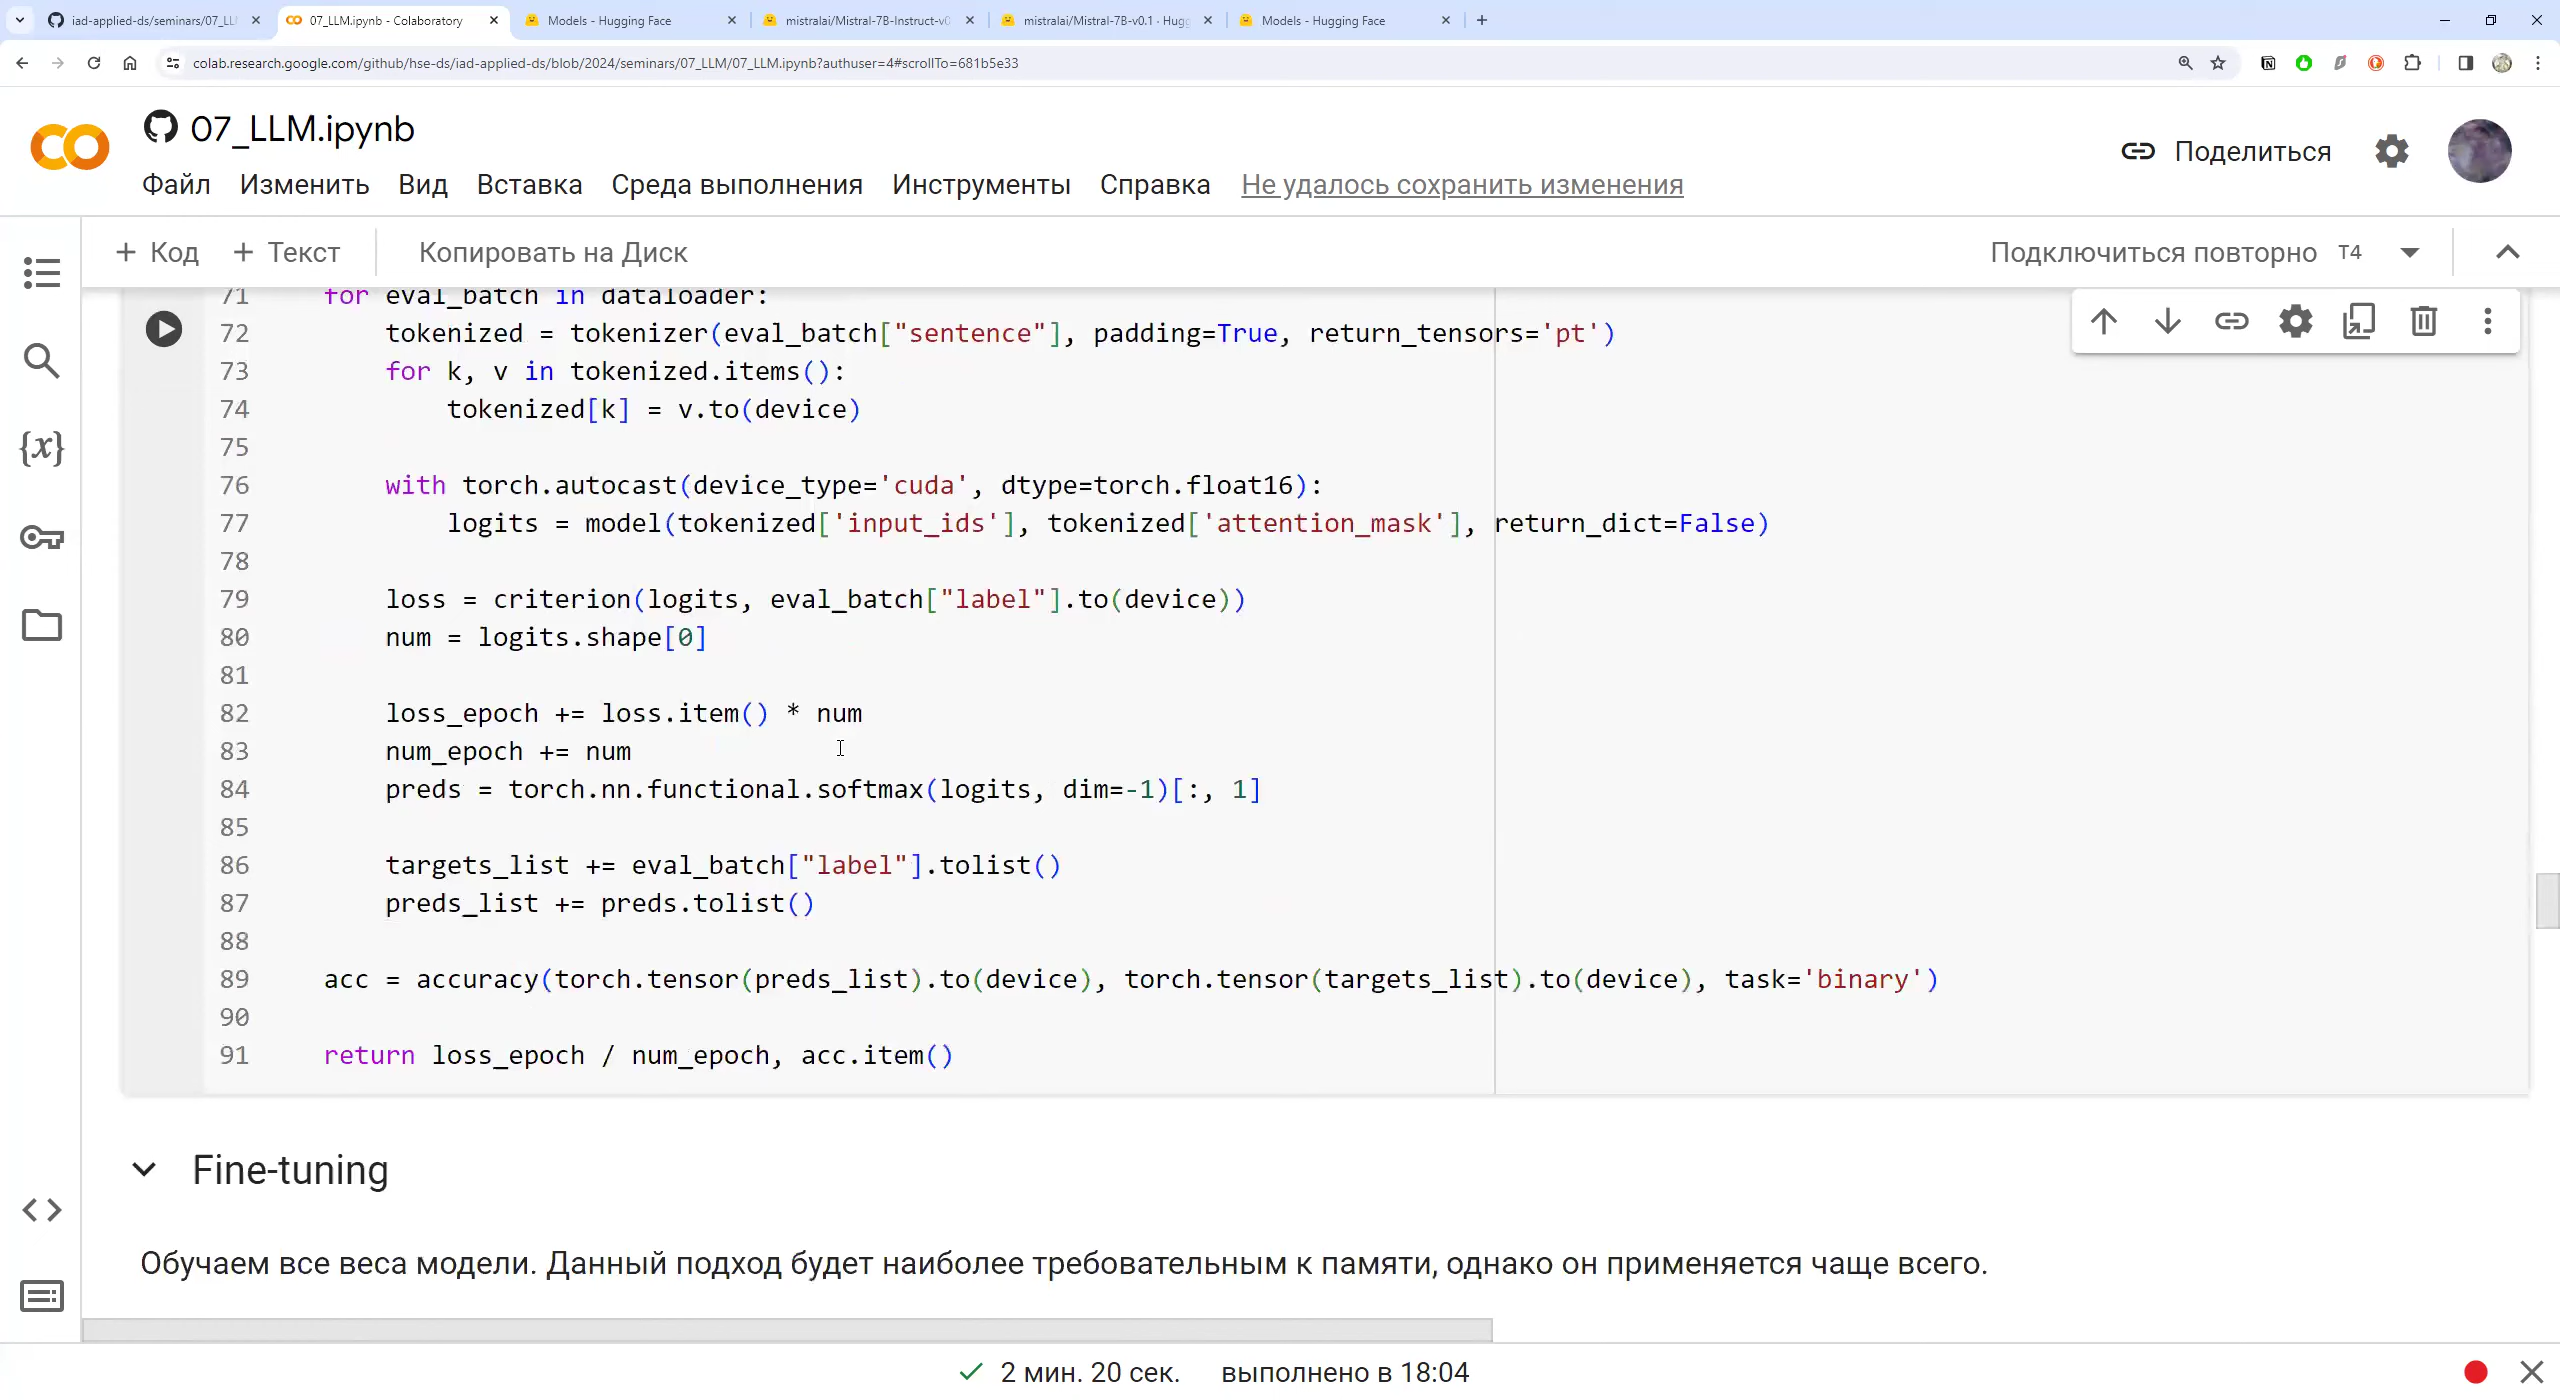 iad-applied-ds/seminars/07_LL
07_LLM.ipynb - Colaboratory
Models - Hugging Face
mistralai/Mistral-7B-Instruct-v0
mistralai/Mistral-7B-v0.1 · Hugg
Models - Hugging Face
colab.research.google.com/github/hse-ds/iad-applied-ds/blob/2024/seminars/07_LLM/07_LLM.ipynb?authuser=4#scrollTo=681b5e33
07_LLM.ipynb
Поделиться
Файл Изменить Вид Вставка Среда выполнения Инструменты Справка Не удалось сохранить изменения
+ Код + Текст Копировать на Диск Подключиться повторно T4
71 for eval_batch in dataloader:
72 tokenized = tokenizer(eval_batch["sentence"], padding=True, return_tensors='pt')
73 for k, v in tokenized.items():
74 tokenized[k] = v.to(device)
75
76 with torch.autocast(device_type='cuda', dtype=torch.float16):
77 logits = model(tokenized['input_ids'], tokenized['attention_mask'], return_dict=False)
78
79 loss = criterion(logits, eval_batch["label"].to(device))
80 num = logits.shape[0]
81
82 loss_epoch += loss.item() * num
83 num_epoch += num
84 preds = torch.nn.functional.softmax(logits, dim=-1)[:, 1]
85
86 targets_list += eval_batch["label"].tolist()
87 preds_list += preds.tolist()
88
89 acc = accuracy(torch.tensor(preds_list).to(device), torch.tensor(targets_list).to(device), task='binary')
90
91 return loss_epoch / num_epoch, acc.item()
Fine-tuning
Обучаем все веса модели. Данный подход будет наиболее требовательным к памяти, однако он применяется чаще всего.
2 мин. 20 сек. выполнено в 18:04